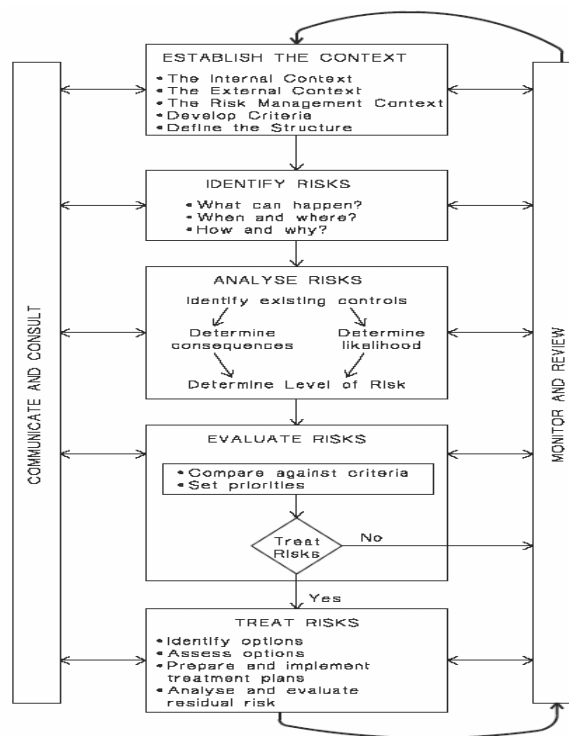 ESTABLISH THE CONTEXT
• The Internal Context
• The External Context
• The Risk Management Context
• Develop Criteria
• Define the Structure
COMMUNICATE AND CONSULT
MONITOR AND REVIEW
IDENTIFY RISKS
• What can happen?
• When and where?
• How and why?
ANALYSE RISKS
Identify existing controls
Determine
consequences
Determine
likelihood
Determine Level of Risk
EVALUATE RISKS
• Compare against criteria
• Set priorities
Treat
Risks
No
Yes
TREAT RISKS
• Identify options
• Assess options
• Prepare and implement
treatment plans
• Analyse and evaluate
residual risk